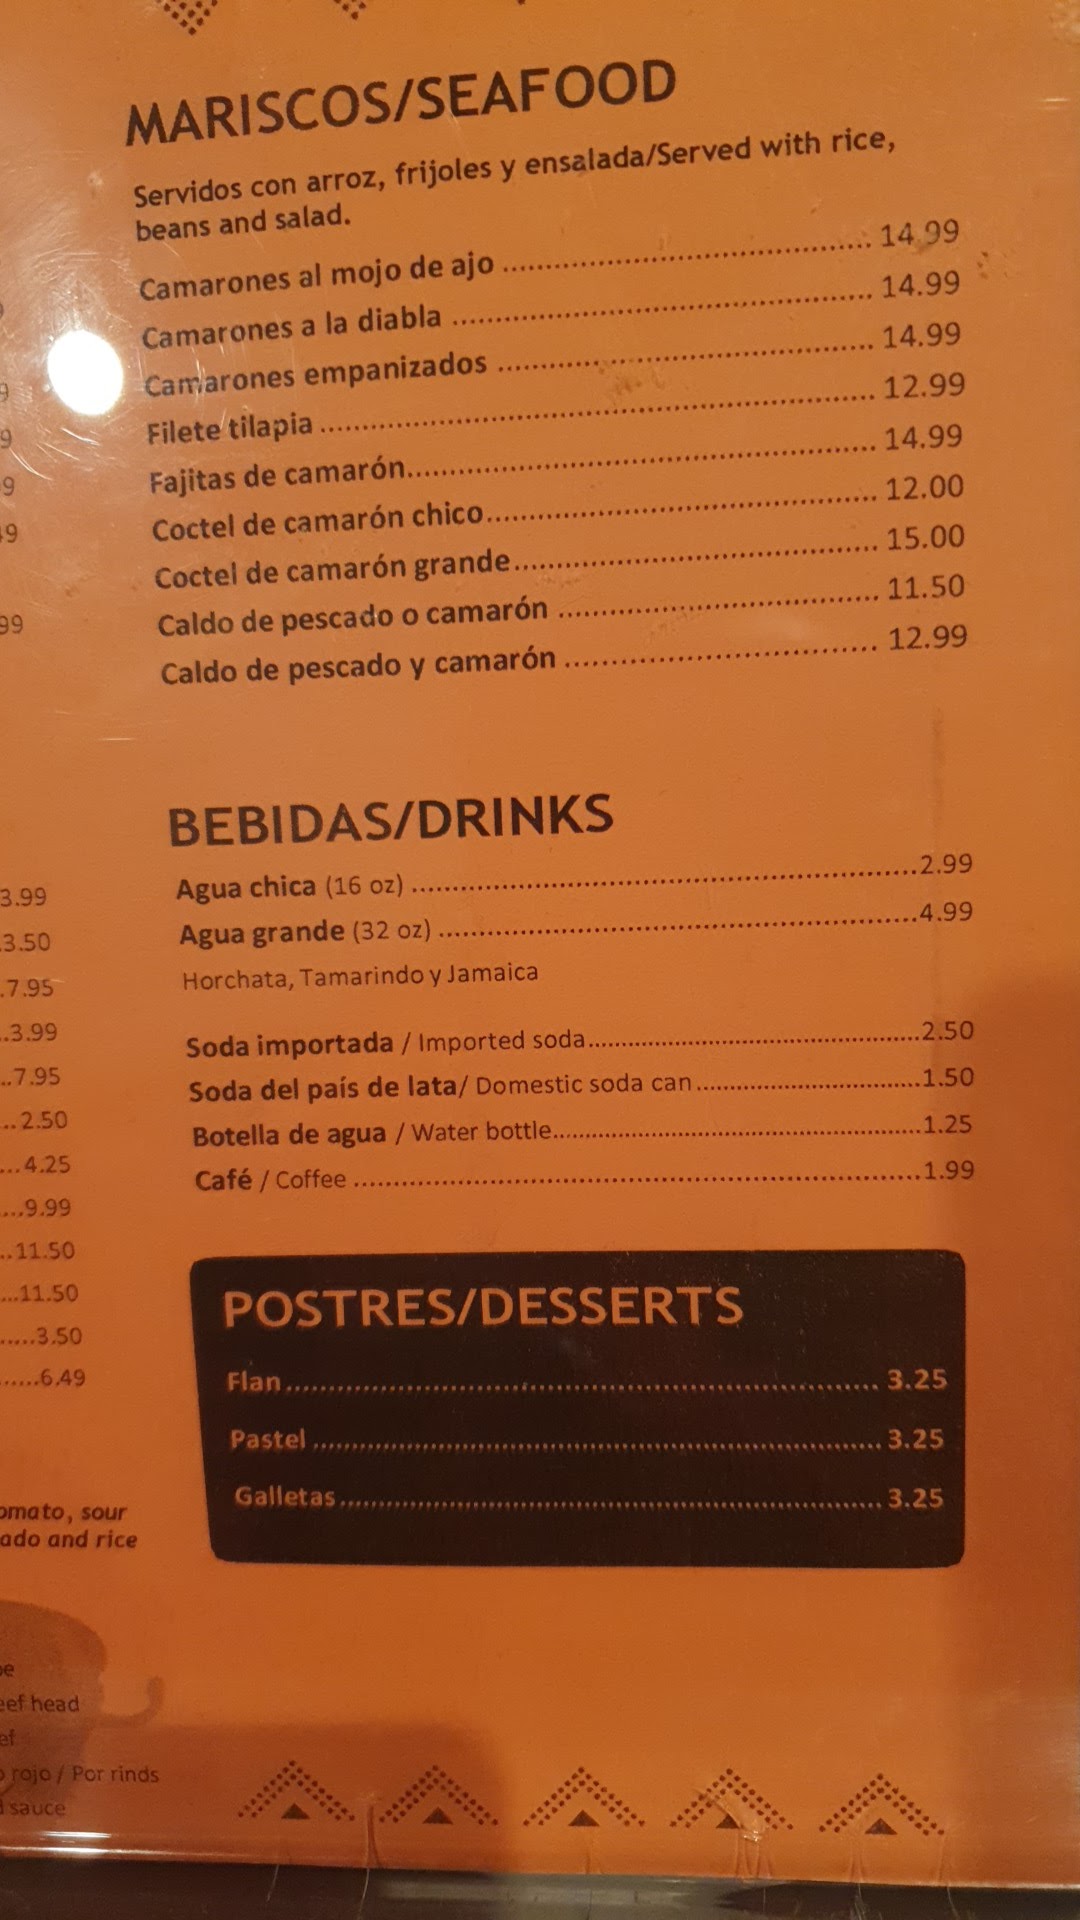 MARISCOS/SEAFOOD
Servidos con arroz, frijoles y ensalada/Served with rice,
beans and salad.
Camarones al mojo de ajo ........ 14.99
Camarones a la diabla ........ 14.99
Camarones empanizados ........ 14.99
Filete tilapia ........ 12.99
Fajitas de camarón ........ 14.99
Coctel de camarón chico ........ 12.00
Coctel de camarón grande ........ 15.00
Caldo de pescado o camarón ........ 11.50
Caldo de pescado y camarón ........ 12.99
BEBIDAS/DRINKS
Agua chica (16 oz) ........ 2.99
Agua grande (32 oz) ........ 4.99
Horchata, Tamarindo y Jamaica
Soda importada / Imported soda ........ 2.50
Soda del país de lata/ Domestic soda can ........ 1.50
Botella de agua / Water bottle ........ 1.25
Café / Coffee ........ 1.99
POSTRES/DESSERTS
Flan ........ 3.25
Pastel ........ 3.25
Galletas ........ 3.25
3.99
3.50
7.95
3.99
7.95
2.50
4.25
9.99
11.50
11.50
3.50
6.49
sour
and rice
head
rojo / Por rinds
sauce